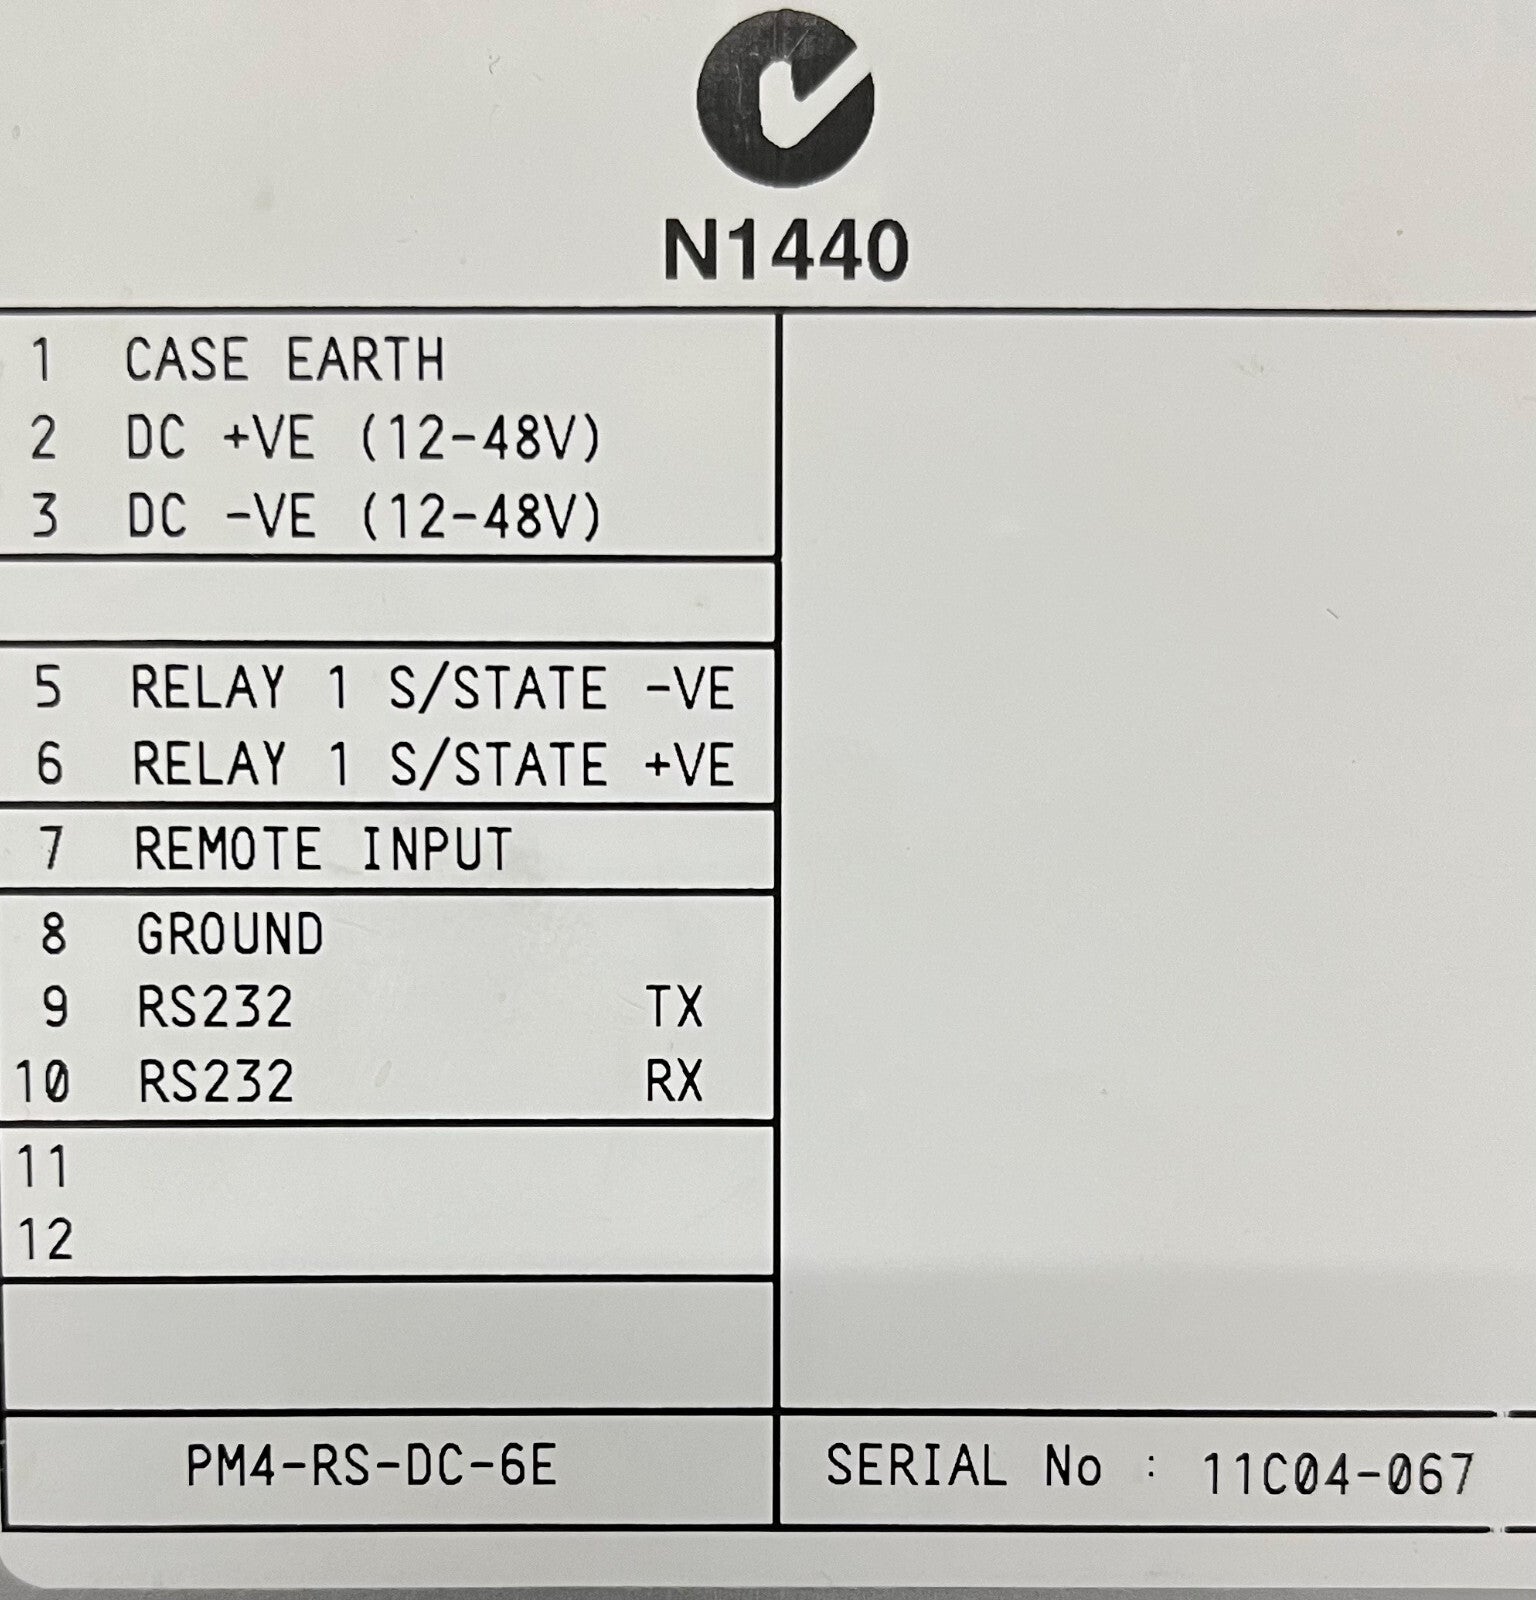 N1440
1 CASE EARTH
2 DC +VE (12-48V)
3 DC -VE (12-48V)
5 RELAY 1 S/STATE -VE
6 RELAY 1 S/STATE +VE
7 REMOTE INPUT
8 GROUND
9 RS232 TX
10 RS232 RX
11
12
PM4-RS-DC-6E
SERIAL No : 11C04-067